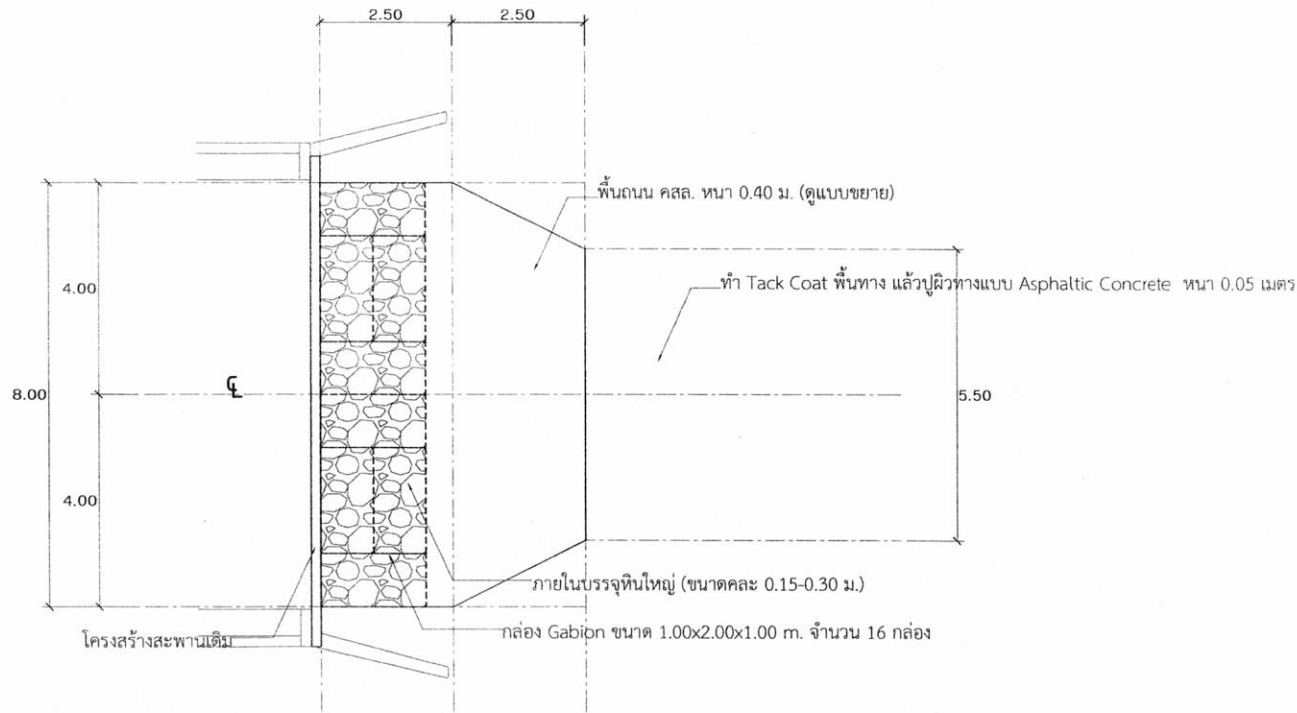 2.50 2.50
พื้นถนน คสล. หนา 0.40 ม. (ดูแบบขยาย)
ทำ Tack Coat พื้นทาง แล้วปูผิวทางแบบ Asphaltic Concrete หนา 0.05 เมตร
4.00
8.00
℄
5.50
4.00
ภายในบรรจุหินใหญ่ (ขนาดคละ 0.15-0.30 ม.)
กล่อง Gabion ขนาด 1.00x2.00x1.00 m. จำนวน 16 กล่อง
โครงสร้างสะพานเดิม